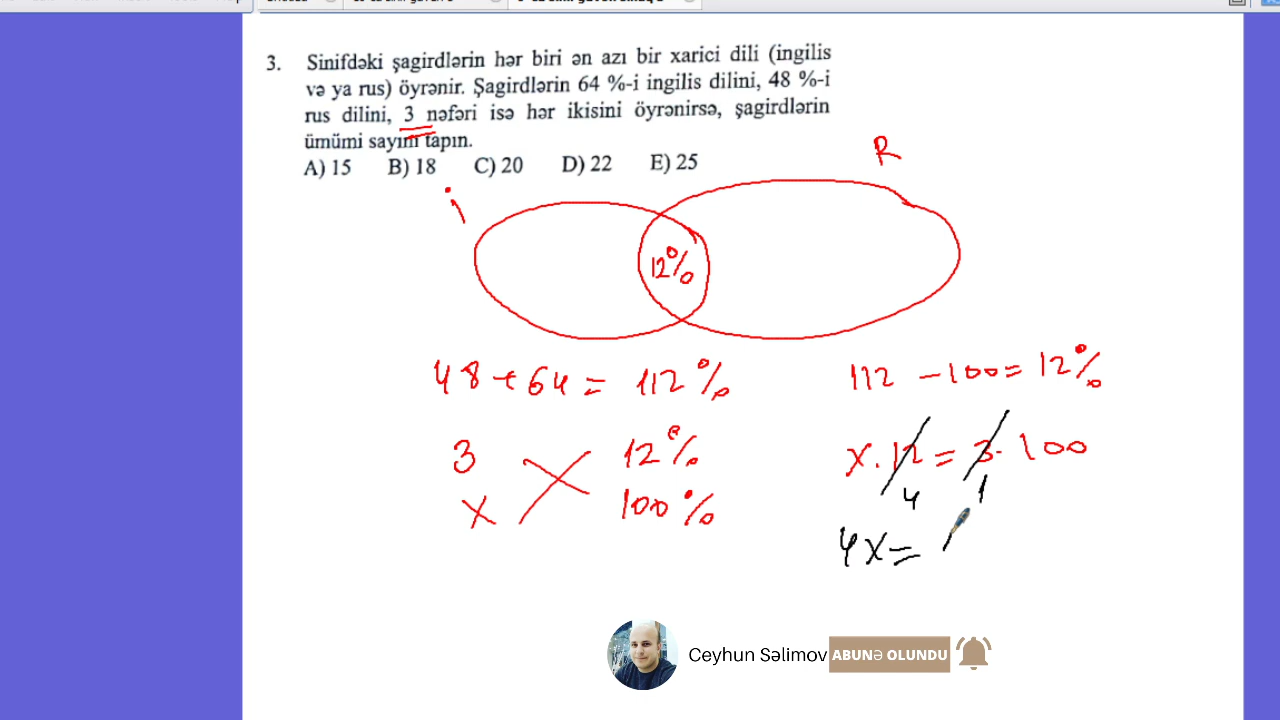 3. Sinifdəki şagirdlərin hər biri ən azı bir xarici dili (ingilis
və ya rus) öyrənir. Şagirdlərin 64 %-i ingilis dilini, 48 %-i
rus dilini, 3 nəfəri isə hər ikisini öyrənirsə, şagirdlərin
ümümi sayını tapın.
A) 15 B) 18 C) 20 D) 22 E) 25
i R
12%
48 + 64 = 112 % 112 - 100 = 12%
3 12 % x . 12 = 3 . 100
x 100 % 4 1
4x =
Ceyhun Səlimov ABUNƏ OLUNDU